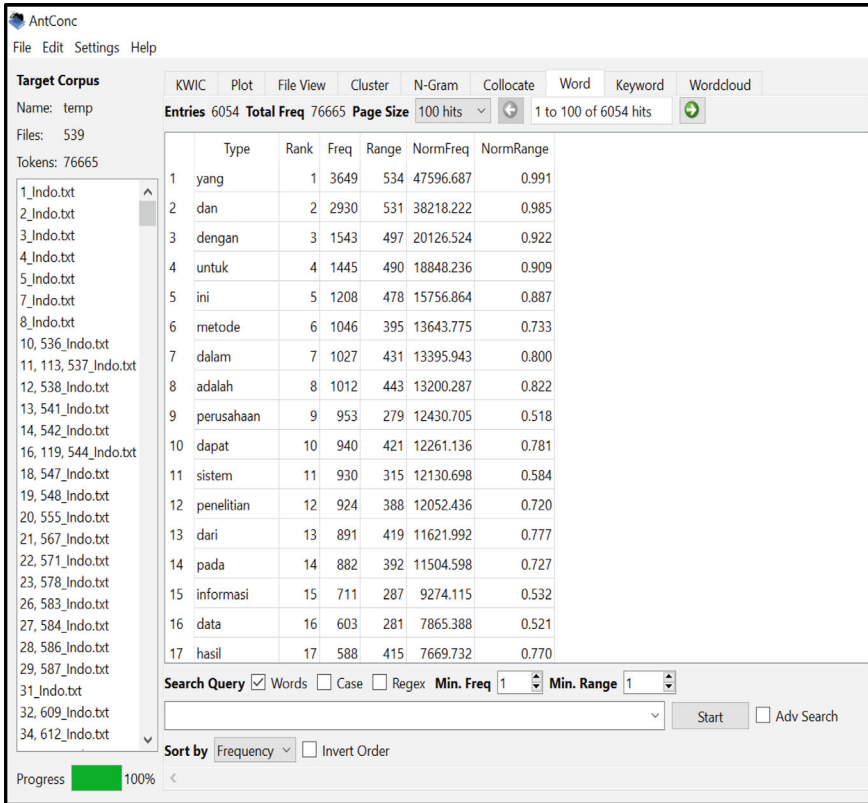 AntConc
File Edit Settings Help
Target Corpus
Name: temp
Files: 539
Tokens: 76665
1_Indo.txt
2_Indo.txt
3_Indo.txt
4_Indo.txt
5_Indo.txt
7_Indo.txt
8_Indo.txt
10, 536_Indo.txt
11, 113, 537_Indo.txt
12, 538_Indo.txt
13, 541_Indo.txt
14, 542_Indo.txt
16, 119, 544_Indo.txt
18, 547_Indo.txt
19, 548_Indo.txt
20, 555_Indo.txt
21, 567_Indo.txt
22, 571_Indo.txt
23, 578_Indo.txt
26, 583_Indo.txt
27, 584_Indo.txt
28, 586_Indo.txt
29, 587_Indo.txt
31_Indo.txt
32, 609_Indo.txt
34, 612_Indo.txt
Progress 100%
KWIC Plot File View Cluster N-Gram Collocate Word Keyword Wordcloud
Entries 6054 Total Freq 76665 Page Size 100 hits 1 to 100 of 6054 hits
Type Rank Freq Range NormFreq NormRange
1 yang 1 3649 534 47596.687 0.991
2 dan 2 2930 531 38218.222 0.985
3 dengan 3 1543 497 20126.524 0.922
4 untuk 4 1445 490 18848.236 0.909
5 ini 5 1208 478 15756.864 0.887
6 metode 6 1046 395 13643.775 0.733
7 dalam 7 1027 431 13395.943 0.800
8 adalah 8 1012 443 13200.287 0.822
9 perusahaan 9 953 279 12430.705 0.518
10 dapat 10 940 421 12261.136 0.781
11 sistem 11 930 315 12130.698 0.584
12 penelitian 12 924 388 12052.436 0.720
13 dari 13 891 419 11621.992 0.777
14 pada 14 882 392 11504.598 0.727
15 informasi 15 711 287 9274.115 0.532
16 data 16 603 281 7865.388 0.521
17 hasil 17 588 415 7669.732 0.770
Search Query Words Case Regex Min. Freq 1 Min. Range 1
Start Adv Search
Sort by Frequency Invert Order